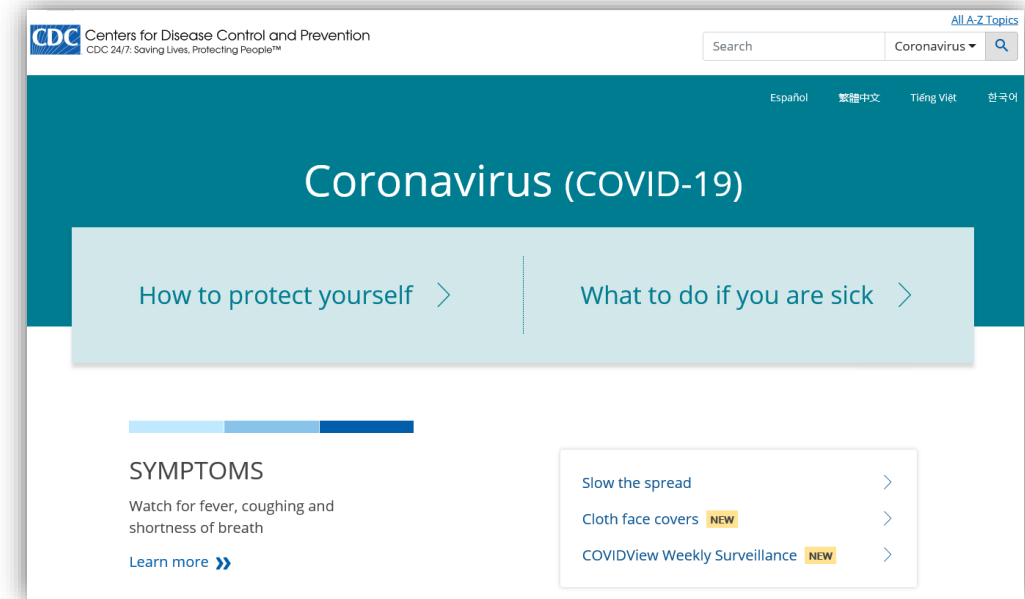 All A-Z Topics
CDC Centers for Disease Control and Prevention
CDC 24/7: Saving Lives, Protecting People™
Search
Coronavirus
Español 繁體中文 Tiếng Việt 한국어
Coronavirus (COVID-19)
How to protect yourself
What to do if you are sick
SYMPTOMS
Watch for fever, coughing and
shortness of breath
Learn more
Slow the spread
Cloth face covers NEW
COVIDView Weekly Surveillance NEW